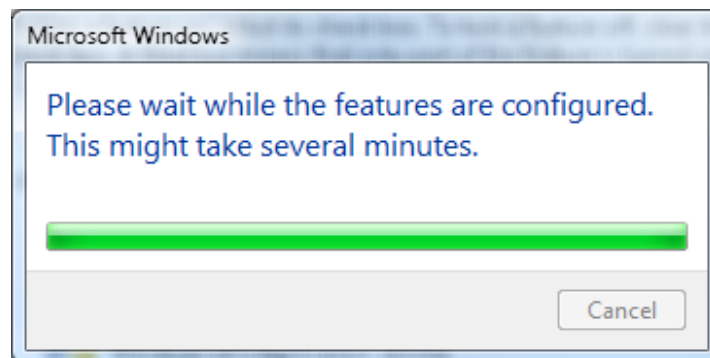 Microsoft Windows
Please wait while the features are configured.
This might take several minutes.
Cancel